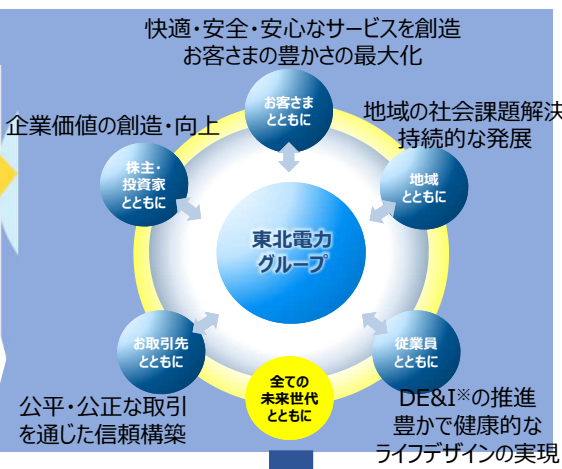 快適・安全・安心なサービスを創造
お客さまの豊かさの最大化
お客さま
とともに
企業価値の創造・向上
地域の社会課題解決
持続的な発展
株主・
投資家
とともに
地域
とともに
東北電力
グループ
お取引先
とともに
従業員
とともに
全ての
未来世代
とともに
公平・公正な取引
を通じた信頼構築
DE&I※の推進
豊かで健康的な
ライフデザインの実現